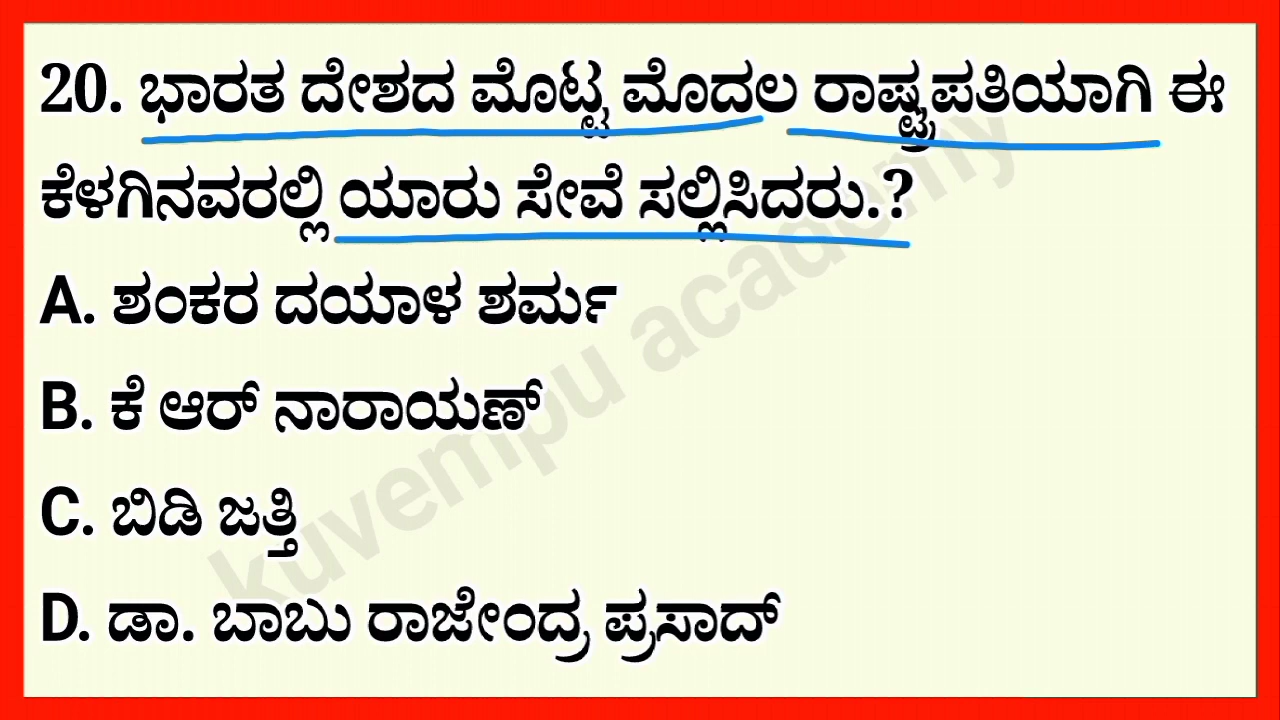 20. ಭಾರತ ದೇಶದ ಮೊಟ್ಟ ಮೊದಲ ರಾಷ್ಟ್ರಪತಿಯಾಗಿ ಈ
ಕೆಳಗಿನವರಲ್ಲಿ ಯಾರು ಸೇವೆ ಸಲ್ಲಿಸಿದರು.?
A. ಶಂಕರ ದಯಾಳ ಶರ್ಮ
B. ಕೆ ಆರ್ ನಾರಾಯಣ್
C. ಬಿಡಿ ಜತ್ತಿ
D. ಡಾ. ಬಾಬು ರಾಜೇಂದ್ರ ಪ್ರಸಾದ್
kuvempu academy